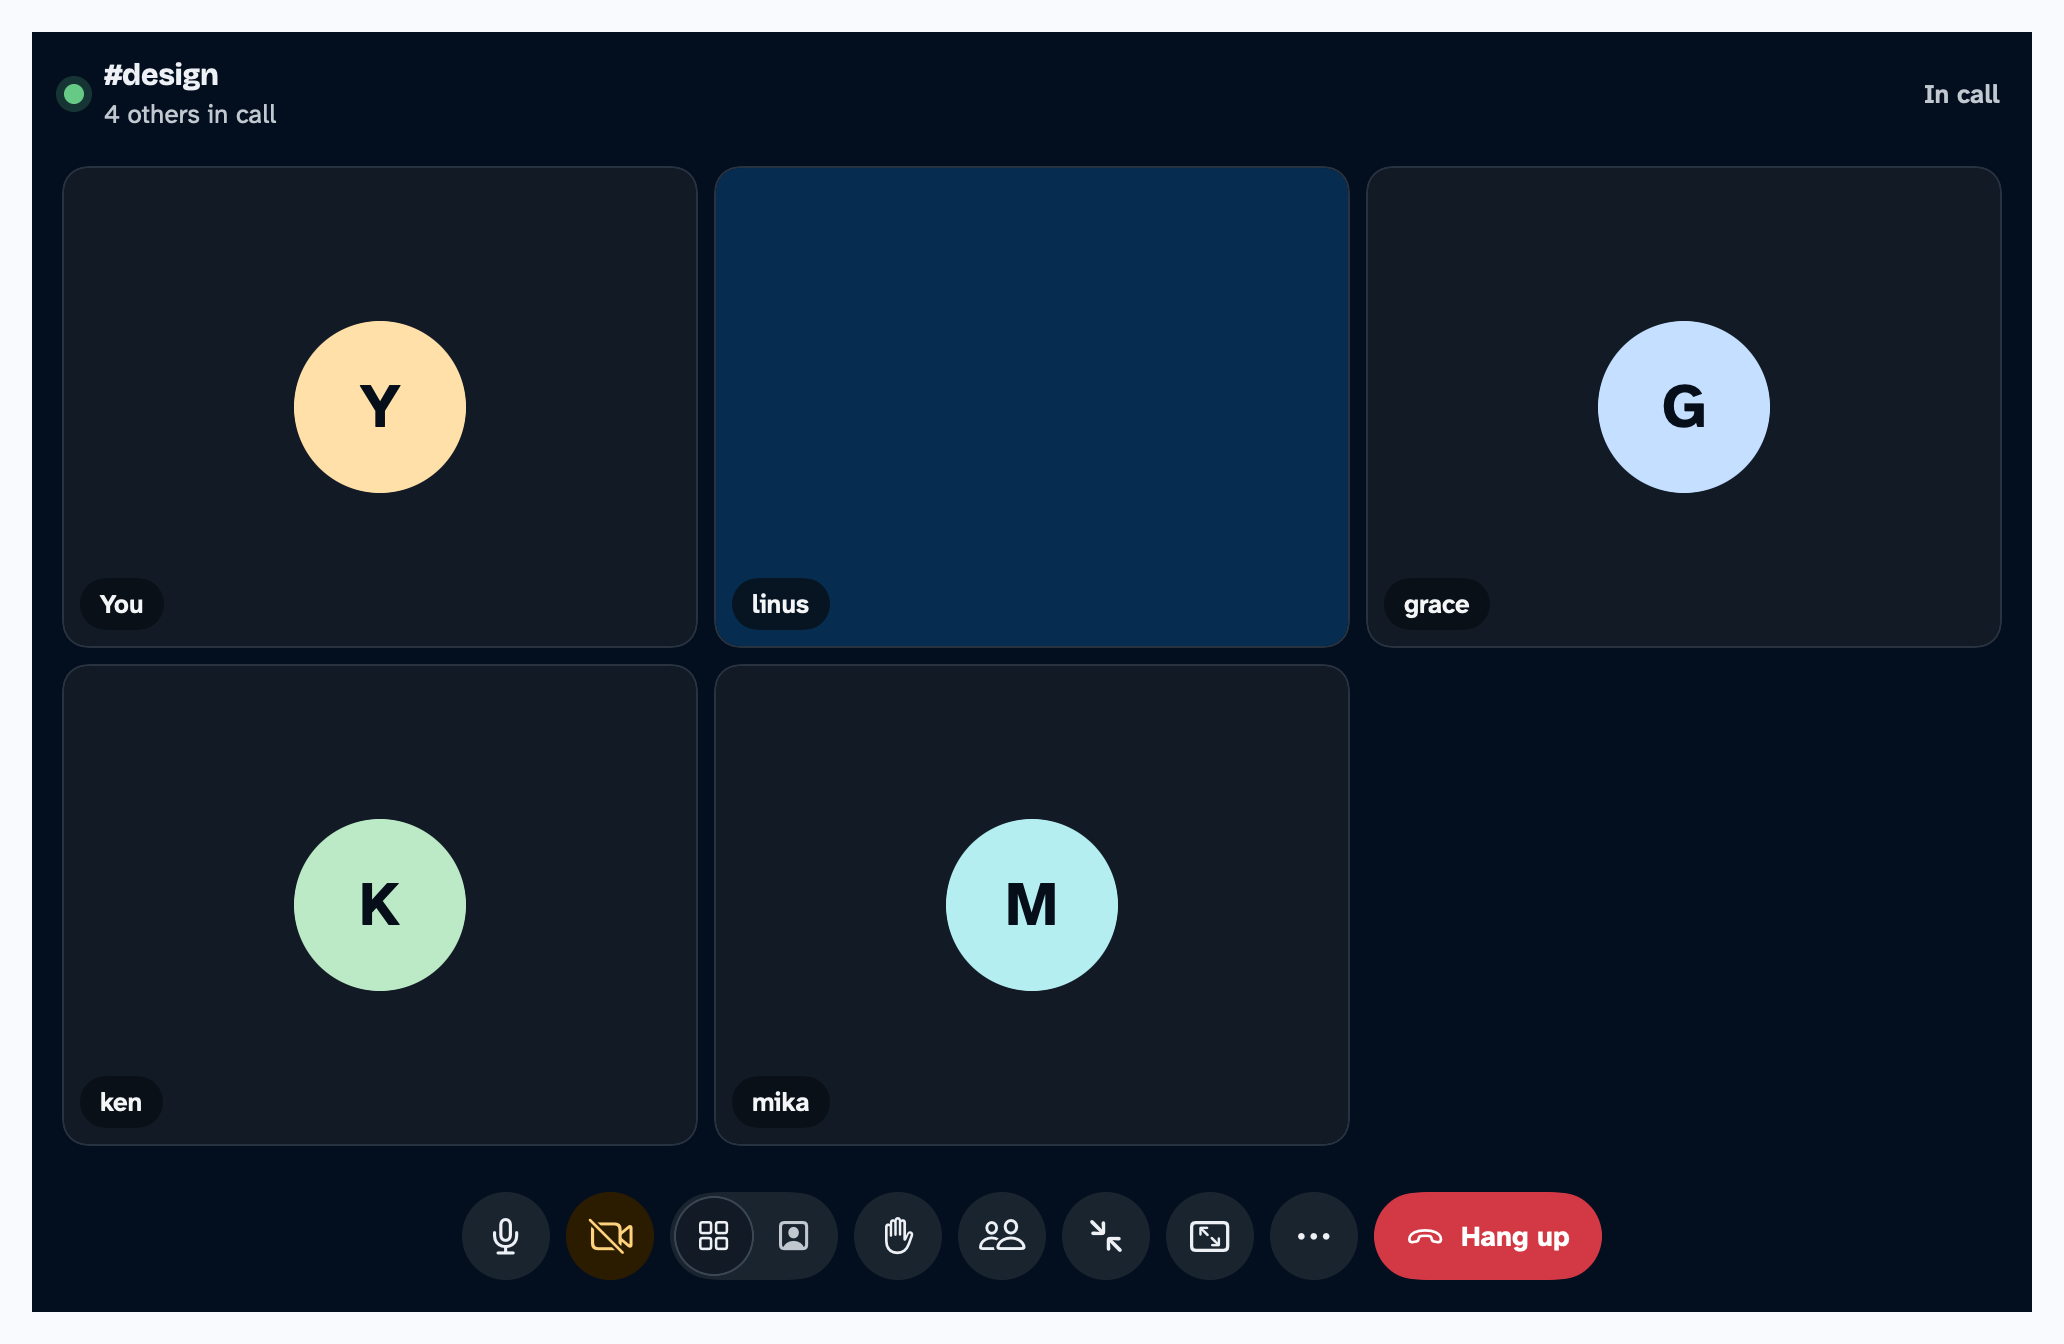 #design
4 others in call
In call
Y
You
linus
G
grace
K
ken
M
mika
Hang up